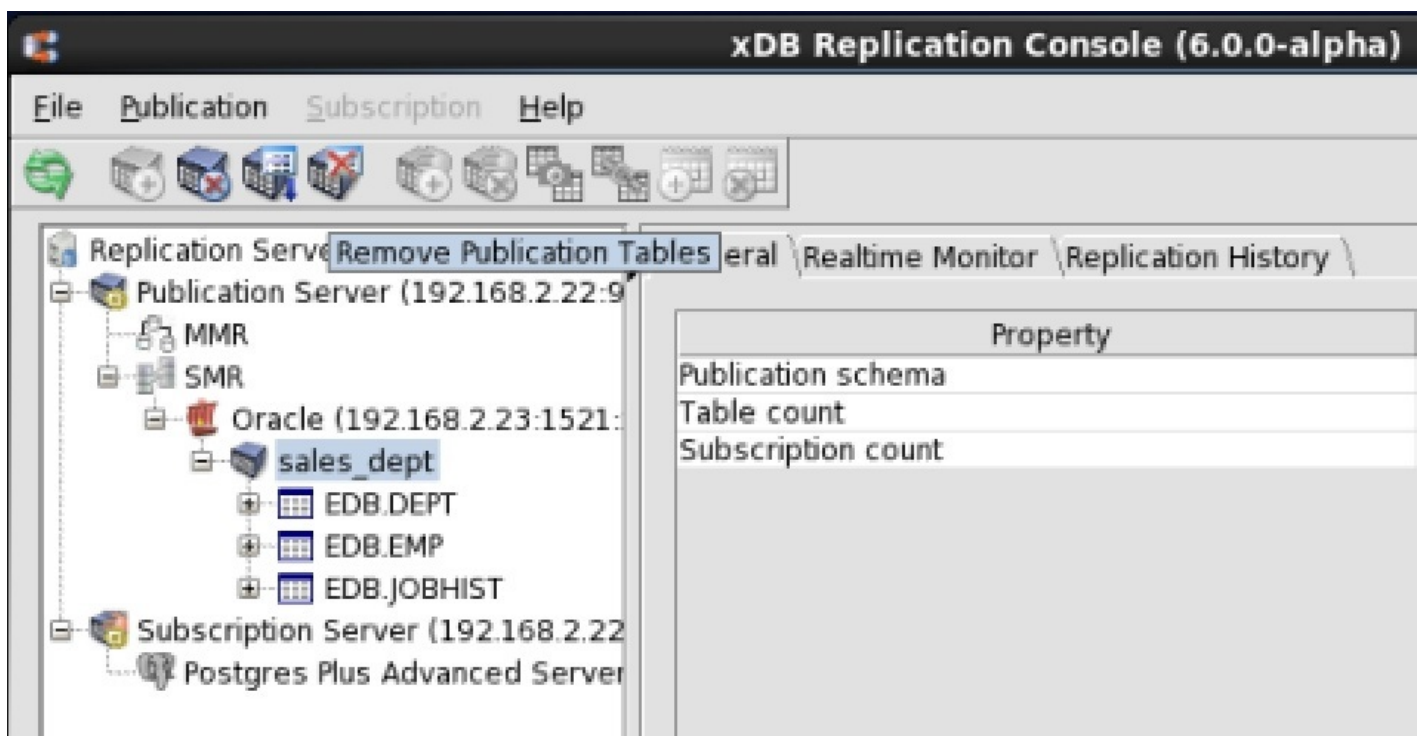 xDB Replication Console (6.0.0-alpha)
File Publication Subscription Help
Replication Serve
Remove Publication Tables
eral
Realtime Monitor
Replication History
Publication Server (192.168.2.22:9
MMR
SMR
Oracle (192.168.2.23:1521:
sales_dept
EDB.DEPT
EDB.EMP
EDB.JOBHIST
Subscription Server (192.168.2.22
Postgres Plus Advanced Server
Property
Publication schema
Table count
Subscription count